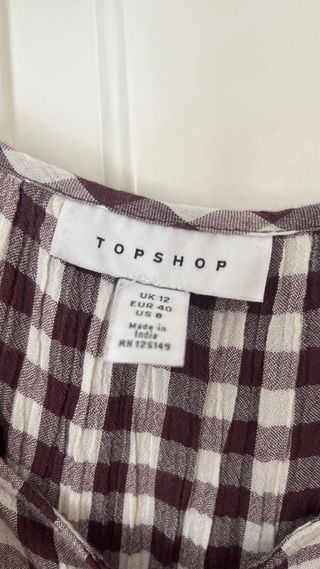 TOPSHOP
UK 12
EUR 40
US 8
Made in
India
RN 125149